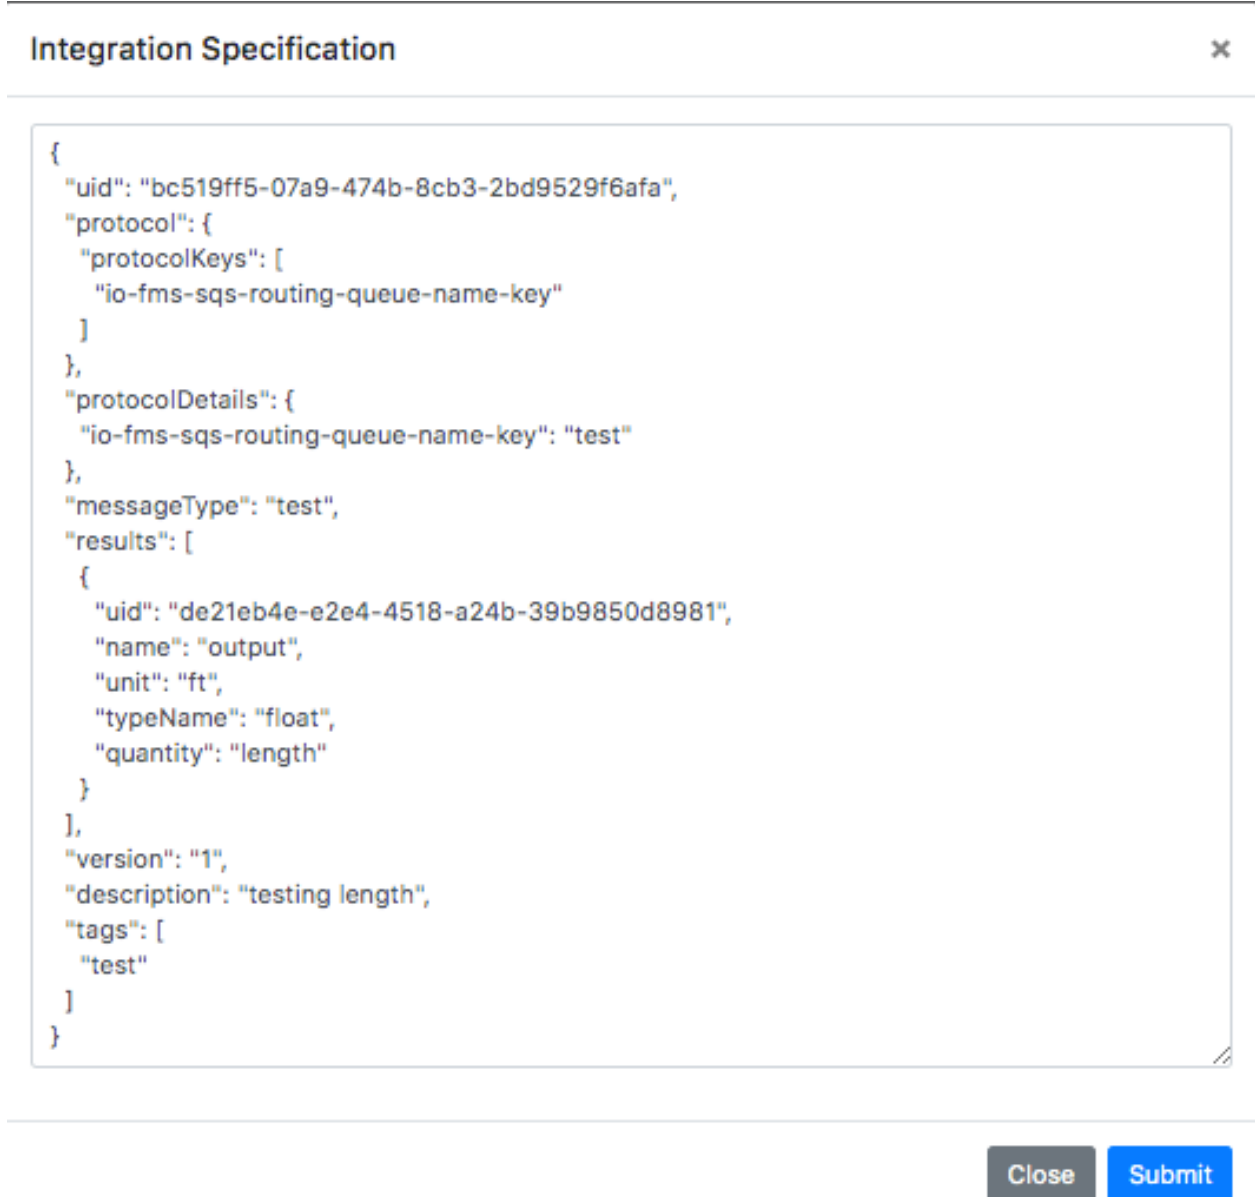 Integration Specification ×
{
"uid": "bc519ff5-07a9-474b-8cb3-2bd9529f6afa",
"protocol": {
"protocolKeys": [
"io-fms-sqs-routing-queue-name-key"
]
},
"protocolDetails": {
"io-fms-sqs-routing-queue-name-key": "test"
},
"messageType": "test",
"results": [
{
"uid": "de21eb4e-e2e4-4518-a24b-39b9850d8981",
"name": "output",
"unit": "ft",
"typeName": "float",
"quantity": "length"
}
],
"version": "1",
"description": "testing length",
"tags": [
"test"
]
}
Close Submit